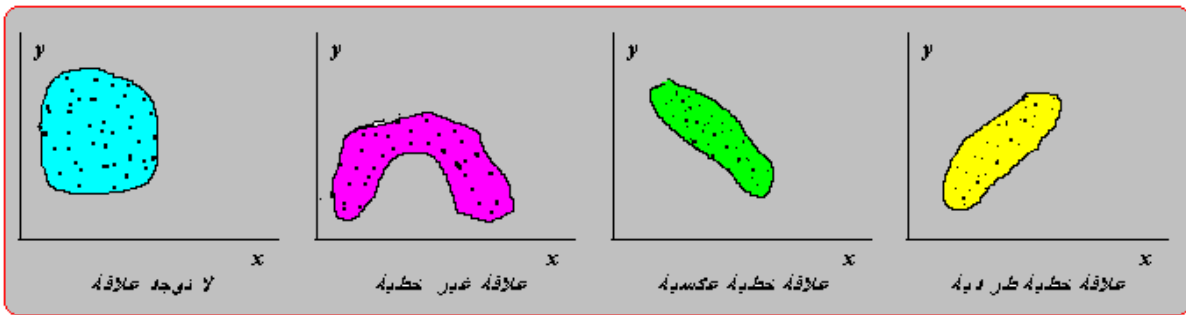 y
x
علاقة خطية طردية
y
x
علاقة خطية عكسية
y
x
علاقة غير خطية
y
x
لا توجد علاقة